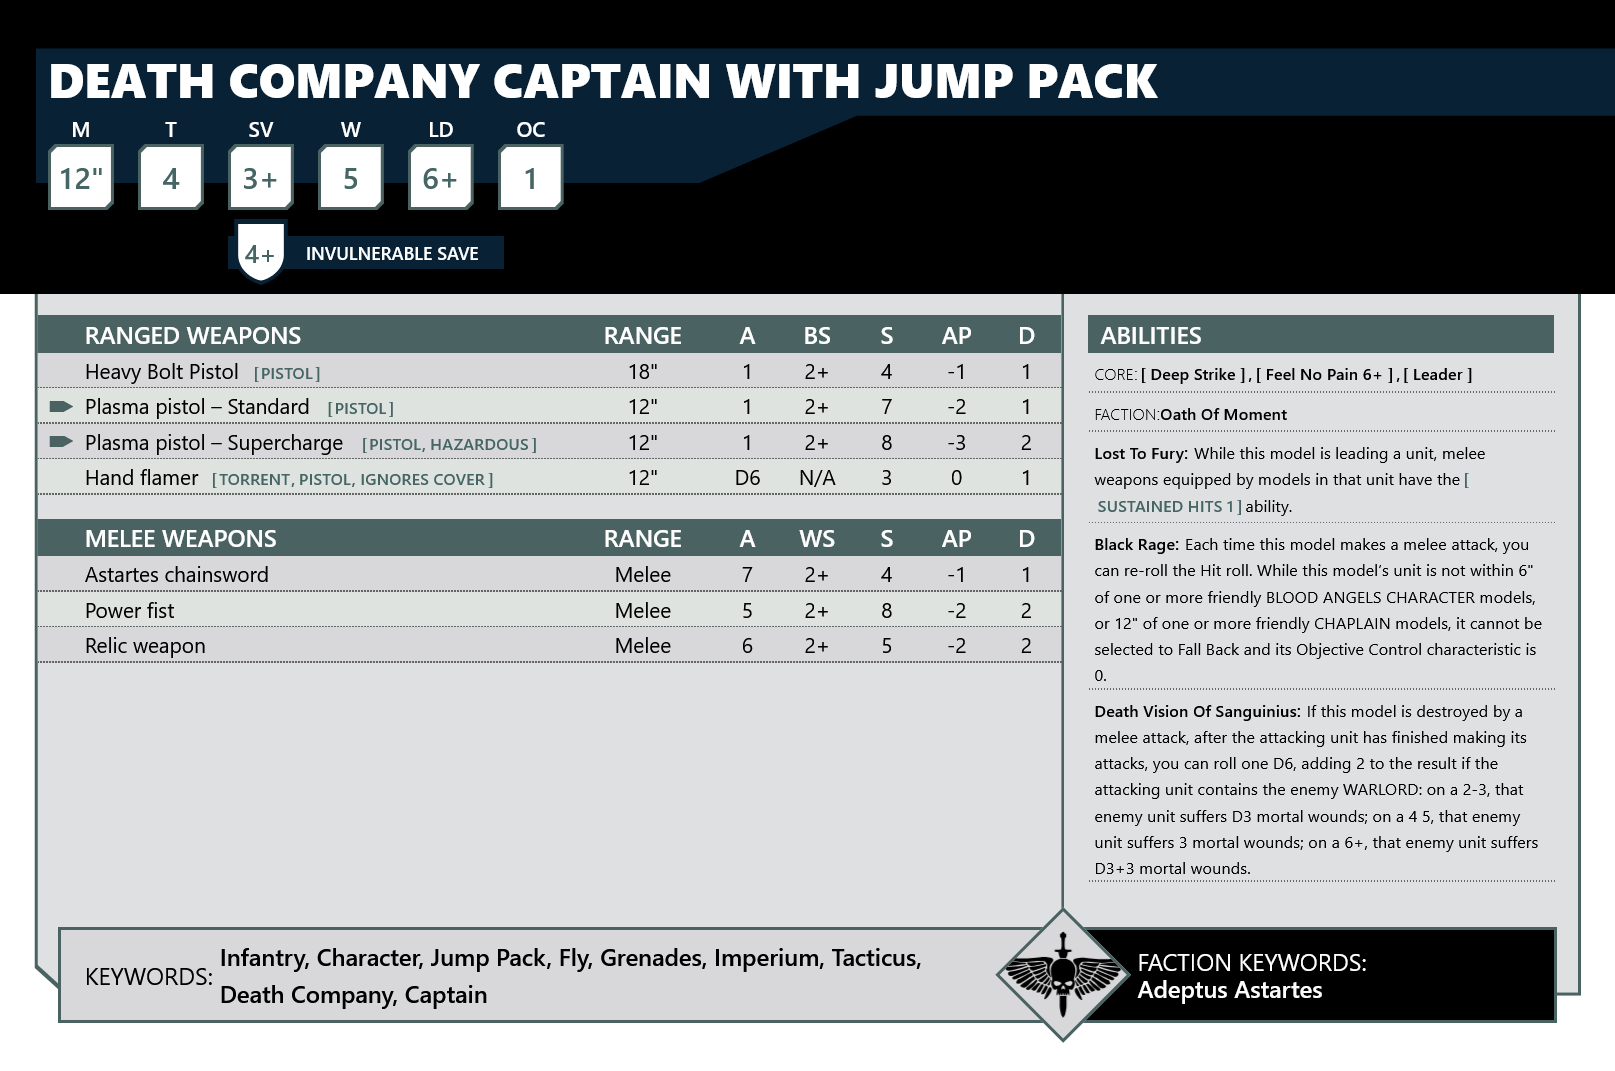 DEATH COMPANY CAPTAIN WITH JUMP PACK
M T SV W LD OC
12" 4 3+ 5 6+ 1
4+ INVULNERABLE SAVE
RANGED WEAPONS RANGE A BS S AP D
Heavy Bolt Pistol [PISTOL] 18" 1 2+ 4 -1 1
Plasma pistol – Standard [PISTOL] 12" 1 2+ 7 -2 1
Plasma pistol – Supercharge [PISTOL, HAZARDOUS] 12" 1 2+ 8 -3 2
Hand flamer [TORRENT, PISTOL, IGNORES COVER] 12" D6 N/A 3 0 1
MELEE WEAPONS RANGE A WS S AP D
Astartes chainsword Melee 7 2+ 4 -1 1
Power fist Melee 5 2+ 8 -2 2
Relic weapon Melee 6 2+ 5 -2 2
ABILITIES
CORE: [ Deep Strike ] , [ Feel No Pain 6+ ] , [ Leader ]
FACTION:Oath Of Moment
Lost To Fury: While this model is leading a unit, melee
weapons equipped by models in that unit have the [
SUSTAINED HITS 1] ability.
Black Rage: Each time this model makes a melee attack, you
can re-roll the Hit roll. While this model’s unit is not within 6"
of one or more friendly BLOOD ANGELS CHARACTER models,
or 12" of one or more friendly CHAPLAIN models, it cannot be
selected to Fall Back and its Objective Control characteristic is
0.
Death Vision Of Sanguinius: If this model is destroyed by a
melee attack, after the attacking unit has finished making its
attacks, you can roll one D6, adding 2 to the result if the
attacking unit contains the enemy WARLORD: on a 2-3, that
enemy unit suffers D3 mortal wounds; on a 4 5, that enemy
unit suffers 3 mortal wounds; on a 6+, that enemy unit suffers
D3+3 mortal wounds.
KEYWORDS: Infantry, Character, Jump Pack, Fly, Grenades, Imperium, Tacticus,
Death Company, Captain
FACTION KEYWORDS:
Adeptus Astartes